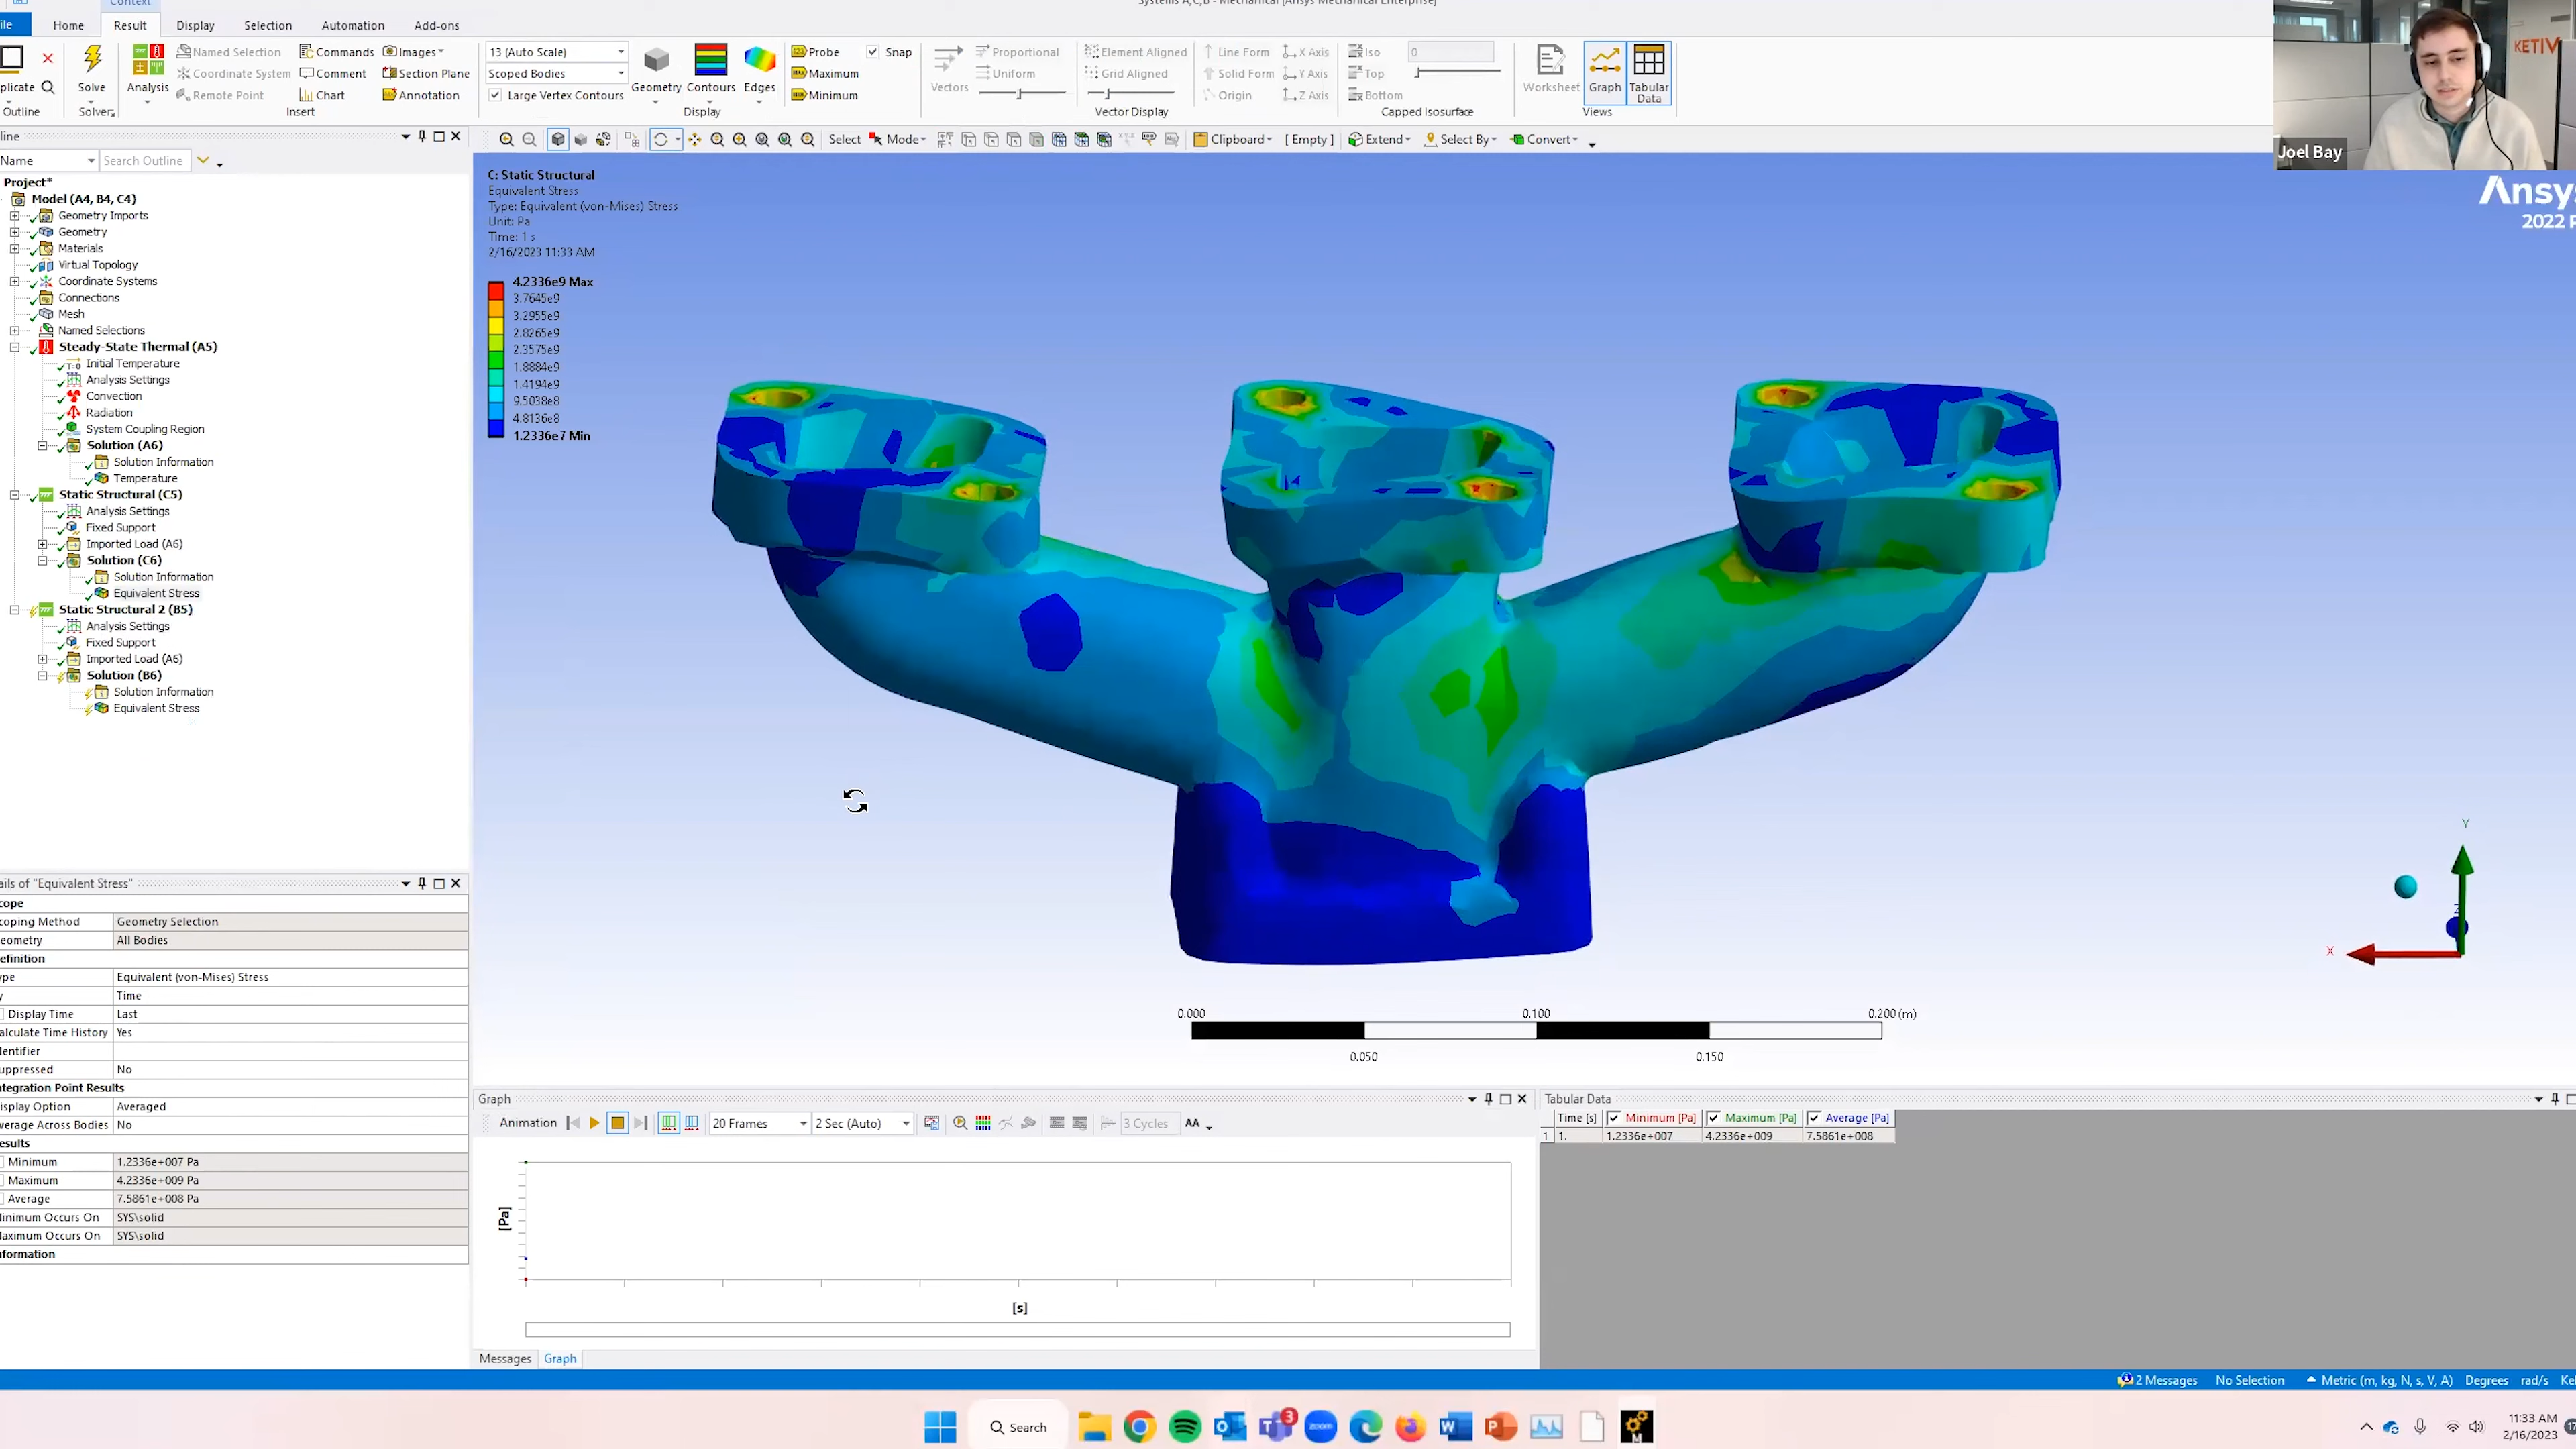 Context
Systems A,C,B - Mechanical [Ansys Mechanical Enterprise]
ile Home Result Display Selection Automation Add-ons
plicate
Outline
Solve
Solver
Analysis
Named Selection
Coordinate System
Remote Point
Commands
Comment
Chart
Images
Section Plane
Annotation
Insert
13 (Auto Scale)
Scoped Bodies
Large Vertex Contours
Geometry
Contours
Edges
Display
Probe
Maximum
Minimum
Snap
Vectors
Proportional
Uniform
Element Aligned
Grid Aligned
Line Form
Solid Form
Origin
X Axis
Y Axis
Z Axis
Vector Display
Iso
Top
Bottom
0
Capped Isosurface
Worksheet
Graph
Tabular
Data
Views
KETIV
Joel Bay
line
Select Mode Clipboard [ Empty ] Extend Select By Convert
Name Search Outline
Project*
Model (A4, B4, C4)
Geometry Imports
Geometry
Materials
Virtual Topology
Coordinate Systems
Connections
Mesh
Named Selections
Steady-State Thermal (A5)
Initial Temperature
Analysis Settings
Convection
Radiation
System Coupling Region
Solution (A6)
Solution Information
Temperature
Static Structural (C5)
Analysis Settings
Fixed Support
Imported Load (A6)
Solution (C6)
Solution Information
Equivalent Stress
Static Structural 2 (B5)
Analysis Settings
Fixed Support
Imported Load (A6)
Solution (B6)
Solution Information
Equivalent Stress
C: Static Structural
Equivalent Stress
Type: Equivalent (von-Mises) Stress
Unit: Pa
Time: 1 s
2/16/2023 11:33 AM
4.2336e9 Max
3.7645e9
3.2955e9
2.8265e9
2.3575e9
1.8884e9
1.4194e9
9.5038e8
4.8136e8
1.2336e7 Min
Ansys
2022
Y
Z
X
0.000 0.100 0.200 (m)
0.050 0.150
ails of "Equivalent Stress"
cope
coping Method Geometry Selection
eometry All Bodies
efinition
ype Equivalent (von-Mises) Stress
y Time
Display Time Last
alculate Time History Yes
dentifier
uppressed No
ntegration Point Results
isplay Option Averaged
verage Across Bodies No
esults
Minimum 1.2336e+007 Pa
Maximum 4.2336e+009 Pa
Average 7.5861e+008 Pa
inimum Occurs On SYS\solid
aximum Occurs On SYS\solid
nformation
Graph
Animation 20 Frames 2 Sec (Auto) 3 Cycles AA
[Pa]
[s]
Messages Graph
Tabular Data
Time [s] Minimum [Pa] Maximum [Pa] Average [Pa]
1 1. 1.2336e+007 4.2336e+009 7.5861e+008
2 Messages No Selection Metric (m, kg, N, s, V, A) Degrees rad/s Kel
Search
3
zoom
11:33 AM
2/16/2023